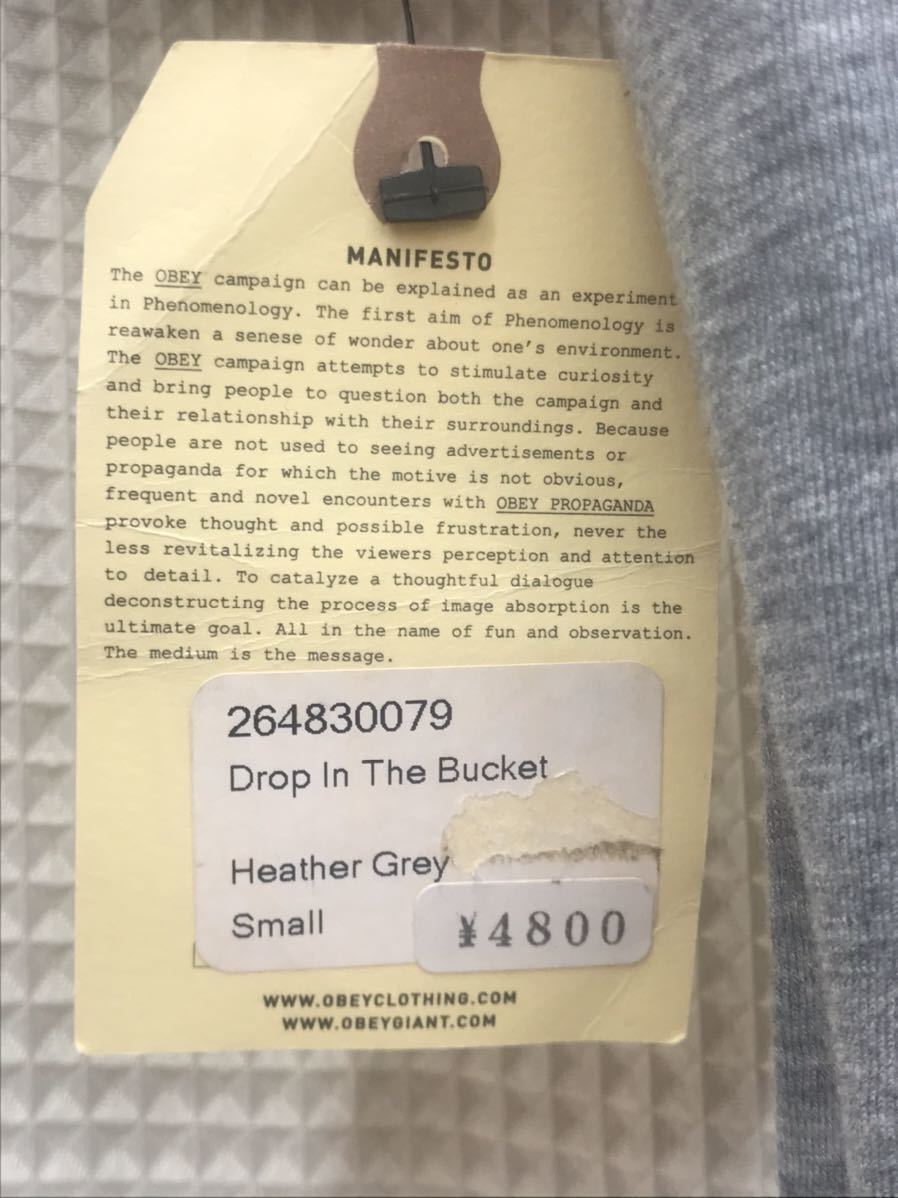 MANIFESTO
The OBEY campaign can be explained as an experiment
in Phenomenology. The first aim of Phenomenology is
reawaken a senese of wonder about one's environment.
The OBEY campaign attempts to stimulate curiosity
and bring people to question both the campaign and
their relationship with their surroundings. Because
people are not used to seeing advertisements or
propaganda for which the motive is not obvious,
frequent and novel encounters with OBEY PROPAGANDA
provoke thought and possible frustration, never the
less revitalizing the viewers perception and attention
to detail. To catalyze a thoughtful dialogue
deconstructing the process of image absorption is the
ultimate goal. All in the name of fun and observation.
The medium is the message.
264830079
Drop In The Bucket
Heather Grey
Small
¥4800
WWW.OBEYCLOTHING.COM
WWW.OBEYGIANT.COM